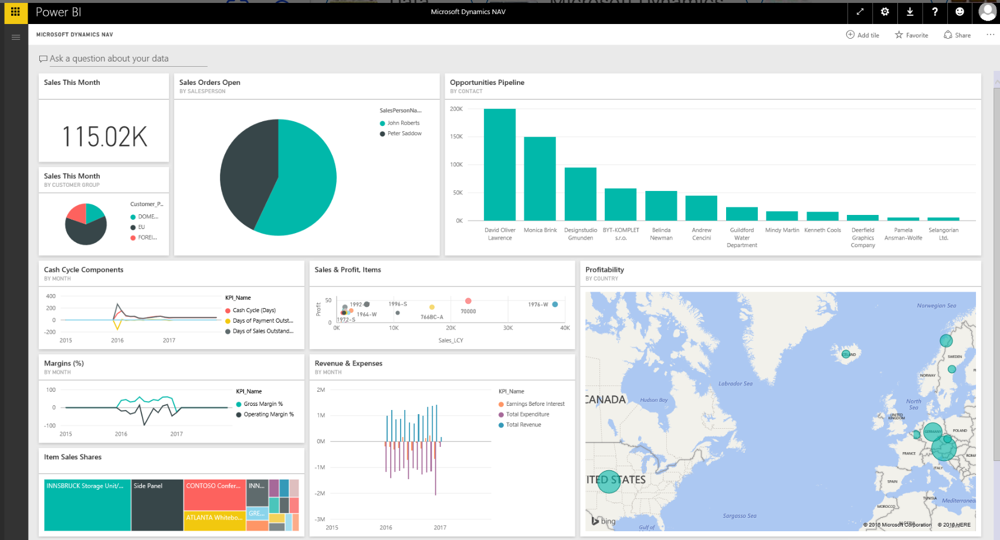 Power BI
Microsoft Dynamics NAV
MICROSOFT DYNAMICS NAV
Add tile
Favorite
Share
Ask a question about your data
Sales This Month
115.02K
Sales This Month
BY CUSTOMER GROUP
Customer_P..
DOME...
EU
FOREI...
Sales Orders Open
BY SALESPERSON
SalesPersonNa...
John Roberts
Peter Saddow
Opportunities Pipeline
BY CONTACT
200K
150K
100K
50K
0K
David Oliver
Lawrence
Monica Brink
Designstudio
Gmunden
BYT-KOMPLET
s.r.o.
Belinda
Newman
Andrew
Cencini
Guildford
Water
Department
Mindy Martin
Kenneth Cools
Deerfield
Graphics
Company
Pamela
Ansman-Wolfe
Selangorian
Ltd.
Cash Cycle Components
BY MONTH
400
200
0
-200
2015
2016
2017
KPI_Name
Cash Cycle (Days)
Days of Payment Outst...
Days of Sales Outstand...
Sales & Profit, Items
Profit
50
0
1992-
1972-S
1964-W
1996-S
766BC-A
70000
1976-W
0K
10K
20K
30K
40K
Sales_LCY
Profitability
BY COUNTRY
Norwegian Sea
ICELAND
SWEDEN
NORWAY
Labrador Sea
Hudson Bay
CANADA
North
Sea
UNITED
KINGDOM
GERMANY
POLAND
FRANCE
ROMA
ITALY
ITED STATES
SPAIN
TUNISIA
MOROCCO
Mediterranean
Sargasso Sea
ALGERIA
Gulf of
bing
© 2016 Microsoft Corporation
© 2016 HERE
Margins (%)
BY MONTH
100
0
-100
2015
2016
2017
KPI_Name
Gross Margin %
Operating Margin %
Revenue & Expenses
BY MONTH
2M
1M
0M
-1M
-2M
-3M
2015
2016
2017
KPI_Name
Earnings Before Interest
Total Expenditure
Total Revenue
Item Sales Shares
INNSBRUCK Storage Unit/...
Side Panel
CONTOSO Confer...
ATLANTA Whitebo...
INN...
GRE...